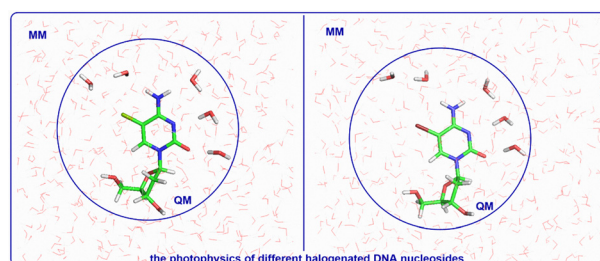 MM
MM
QM
QM
the photophysics of different halogenated DNA nucleosides